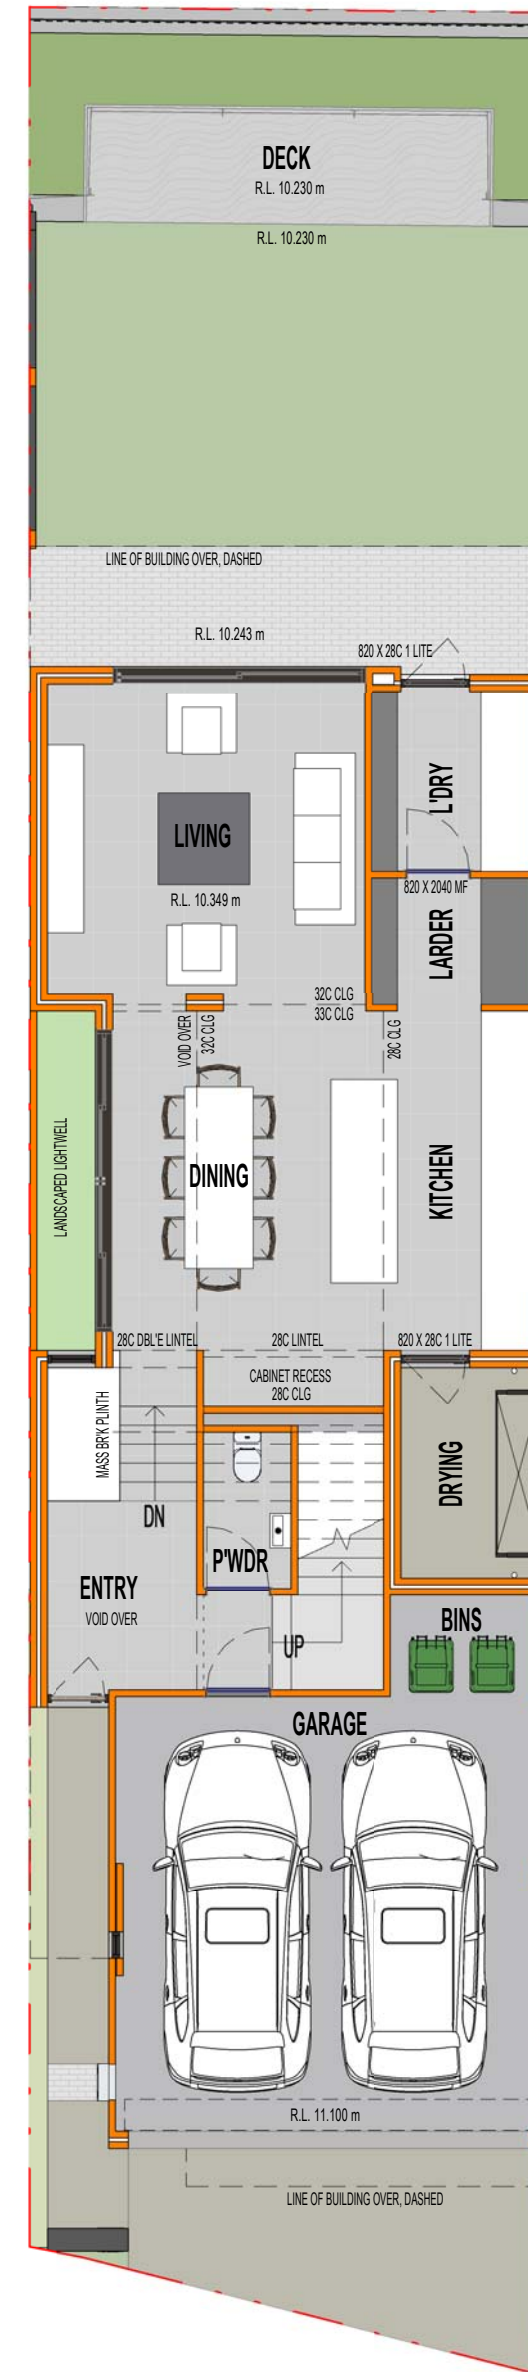 DECK
R.L. 10.230 m
R.L. 10.230 m
LINE OF BUILDING OVER, DASHED
R.L. 10.243 m
820 X 28C 1 LITE
L'DRY
LIVING
R.L. 10.349 m
820 X 2040 MF
LARDER
32C CLG
33C CLG
VOID OVER
32C CLG
28C CLG
LANDSCAPED LIGHTWELL
DINING
KITCHEN
28C DBL'E LINTEL
28C LINTEL
820 X 28C 1 LITE
CABINET RECESS
28C CLG
MASS BR'K PLINTH
DRYING
DN
P'WDR
ENTRY
VOID OVER
BINS
UP
GARAGE
R.L. 11.100 m
LINE OF BUILDING OVER, DASHED